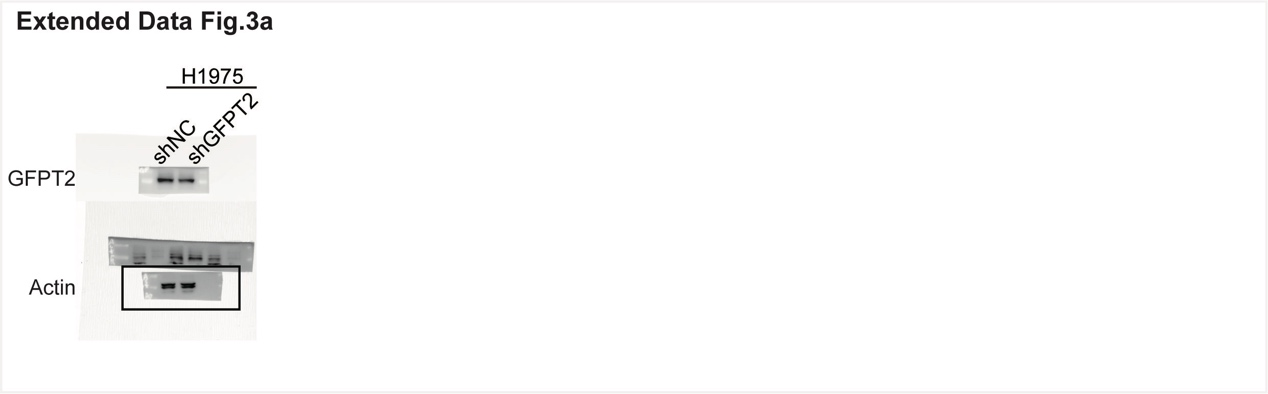 Extended Data Fig.3a
H1975
shNC
shGFPT2
GFPT2
Actin